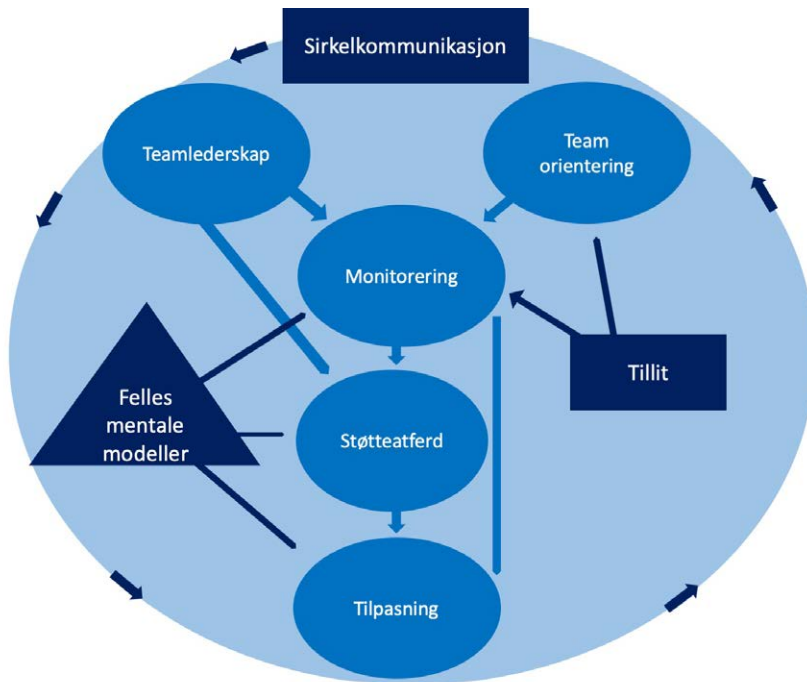 Sirkelkommunikasjon
Teamlederskap
Team
orientering
Monitorering
Tillit
Felles
mentale
modeller
Støtteatferd
Tilpasning